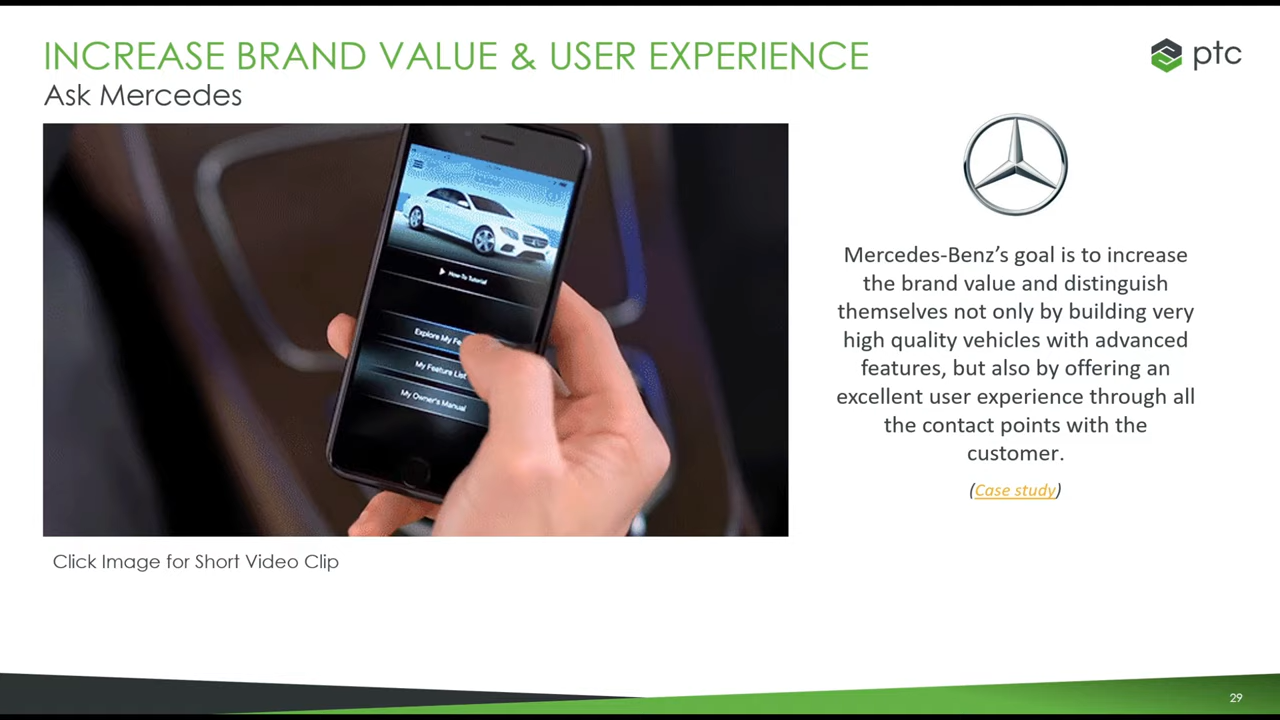 INCREASE BRAND VALUE & USER EXPERIENCE
Ask Mercedes
ptc
How-To Tutorial
Explore My Fe
My Feature List
My Owner's Manual
Mercedes-Benz’s goal is to increase
the brand value and distinguish
themselves not only by building very
high quality vehicles with advanced
features, but also by offering an
excellent user experience through all
the contact points with the
customer.
(Case study)
Click Image for Short Video Clip
29